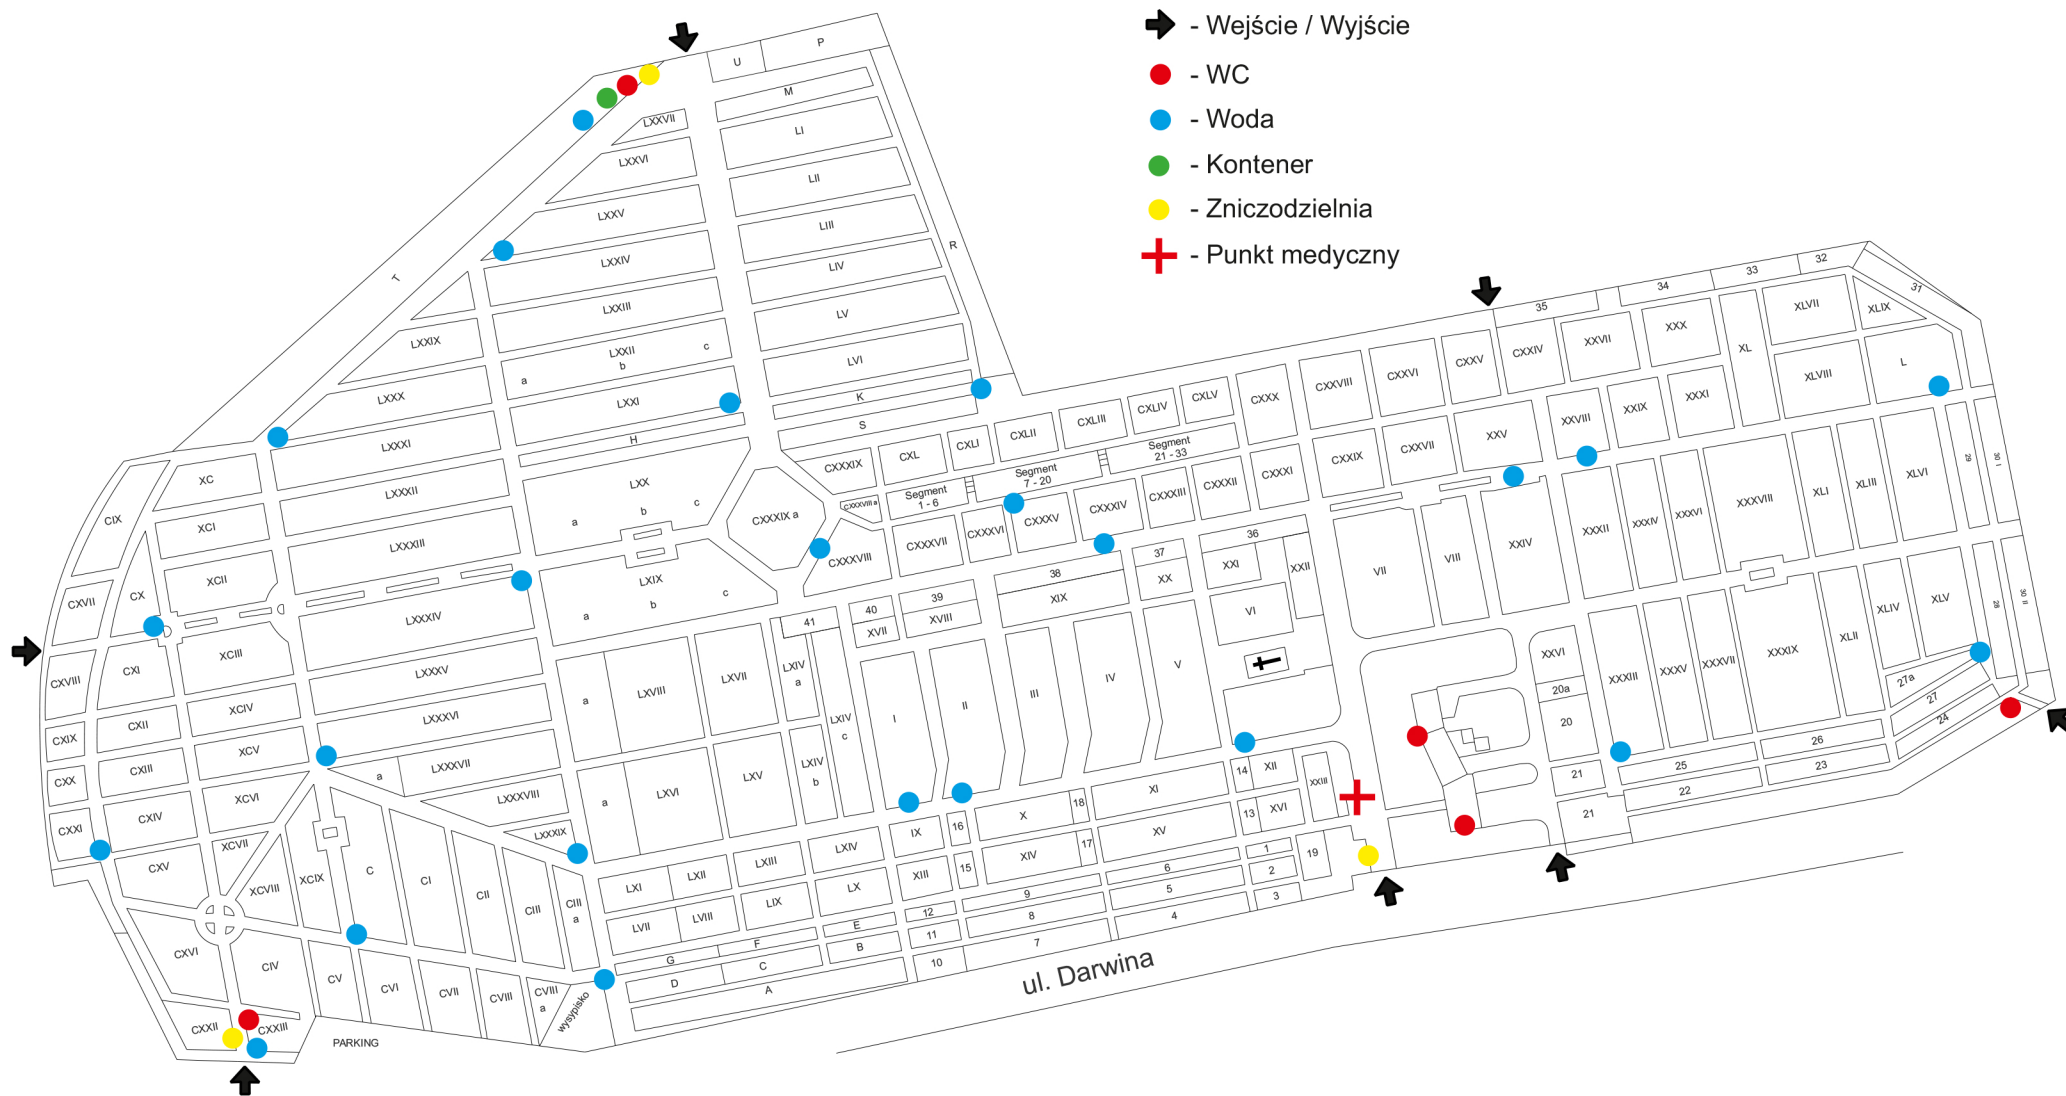 - Wejście / Wyjście
- WC
- Woda
- Kontener
- Zniczodzielnia
- Punkt medyczny
U
P
M
LXXVII
LI
LXXVI
LII
LXXV
LIII
R
T
LXXIV
LIV
LXXIII
LV
LXXIX
LXXII
a
b
c
LVI
LXXX
LXXI
K
S
LXXXI
H
XC
LXXXII
LXX
a
b
c
CIX
XCI
LXXXIII
CXXXIX a
CXXXIX
CXL
CXLI
CXLII
CXLIII
CXLIV
CXLV
CXXX
CXXVIII
CXXVI
CXXV
CXXIV
XXVII
XXX
XL
XLVII
XLIX
L
XLVIII
31
32
33
34
35
CXXXVIII a
Segment
1 - 6
Segment
7 - 20
Segment
21 - 33
CXXXVIII
CXXXVII
CXXXVI
CXXXV
CXXXIV
CXXXIII
CXXXII
CXXXI
CXXIX
CXXVII
XXV
XXVIII
XXIX
XXXI
XCII
CX
CXVII
LXIX
a
b
c
LXXXIV
XCIII
CXI
CXVIII
LXXXV
XCIV
CXII
CXIX
LXXXVI
XCV
CXIII
CXX
a
LXXXVII
XCVI
CXIV
CXXI
LXXXVIII
LXXXIX
XCVII
CXV
XCVIII
XCIX
C
CI
CII
CIII
CIII
a
CXVI
CIV
CV
CVI
CVII
CVIII
CVIII
a
wysypisko
CXXII
CXXIII
PARKING
41
40
XVII
39
XVIII
38
XIX
37
XX
36
XXI
XXII
VI
VII
VIII
XXIV
XXXII
XXXIV
XXXVI
XXXVIII
XLI
XLIII
XLVI
29
30 I
a
LXVIII
LXVII
LXIV
a
LXIV
c
LXIV
b
a
LXVI
LXV
I
II
III
IV
V
XXVI
20a
20
XXXIII
XXXV
XXXVII
XXXIX
XLII
XLIV
XLV
28
30 II
27a
27
24
26
25
23
22
21
21
LXI
LXII
LXIII
LXIV
LVII
LVIII
LIX
LX
IX
XIII
16
15
X
18
XIV
17
XI
XV
14
XII
13
XVI
XXIII
19
1
2
3
6
5
4
9
8
7
12
11
10
G
F
E
D
C
B
A
ul. Darwina